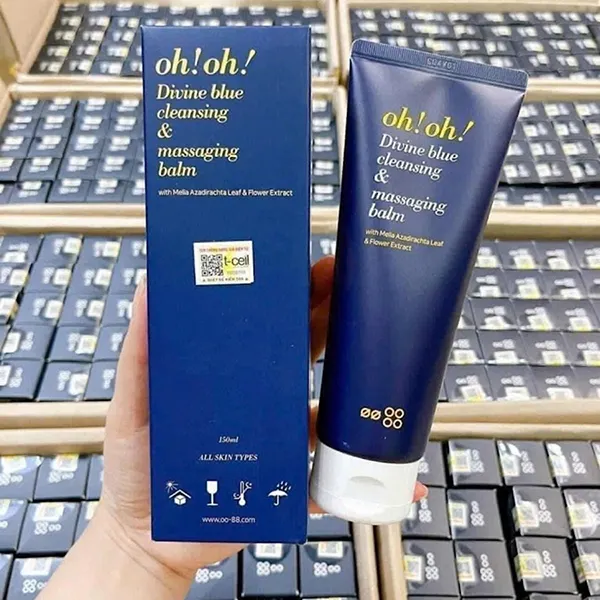 oh! oh!
Divine blue
cleansing
&
massaging
balm
with Melia Azadirachta Leaf & Flower Extract
t-cell
150ml
ALL SKIN TYPES
www.oo-88.com
oh! oh!
Divine blue
cleansing
&
massaging
balm
with Melia Azadirachta Leaf
& Flower Extract